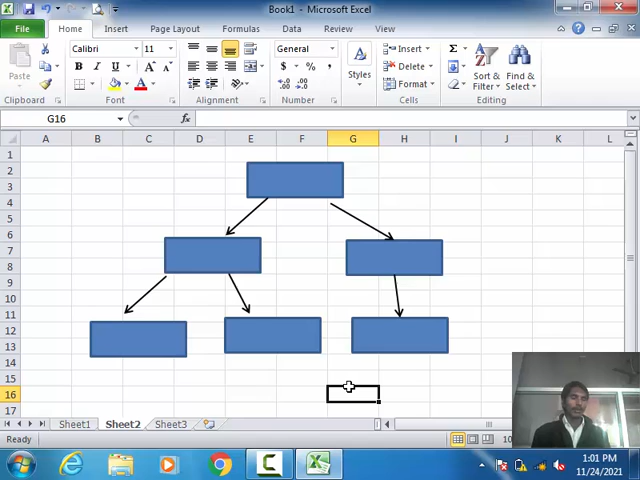 Book1 - Microsoft Excel
File Home Insert Page Layout Formulas Data Review View
Calibri 11 General Insert
Paste B I U A A A $ % , Styles Delete Sort & Filter Find & Select
Format
Clipboard Font Alignment Number Cells Editing
G16 fx
A B C D E F G H I J K L
1
2
3
4
5
6
7
8
9
10
11
12
13
14
15
16
17
Sheet1 Sheet2 Sheet3
Ready 10
1:01 PM
11/24/2021